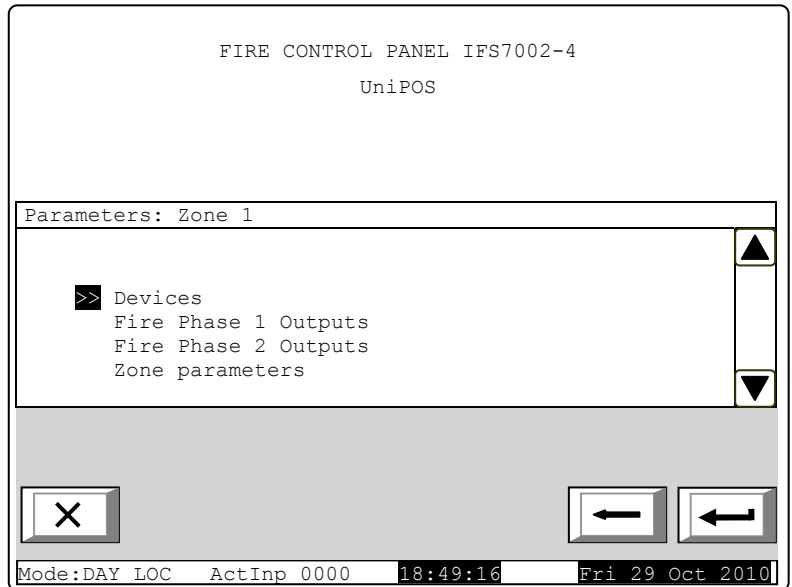 FIRE CONTROL PANEL IFS7002-4
UniPOS
Parameters: Zone 1
>> Devices
Fire Phase 1 Outputs
Fire Phase 2 Outputs
Zone parameters
Mode:DAY LOC ActInp 0000 18:49:16 Fri 29 Oct 2010